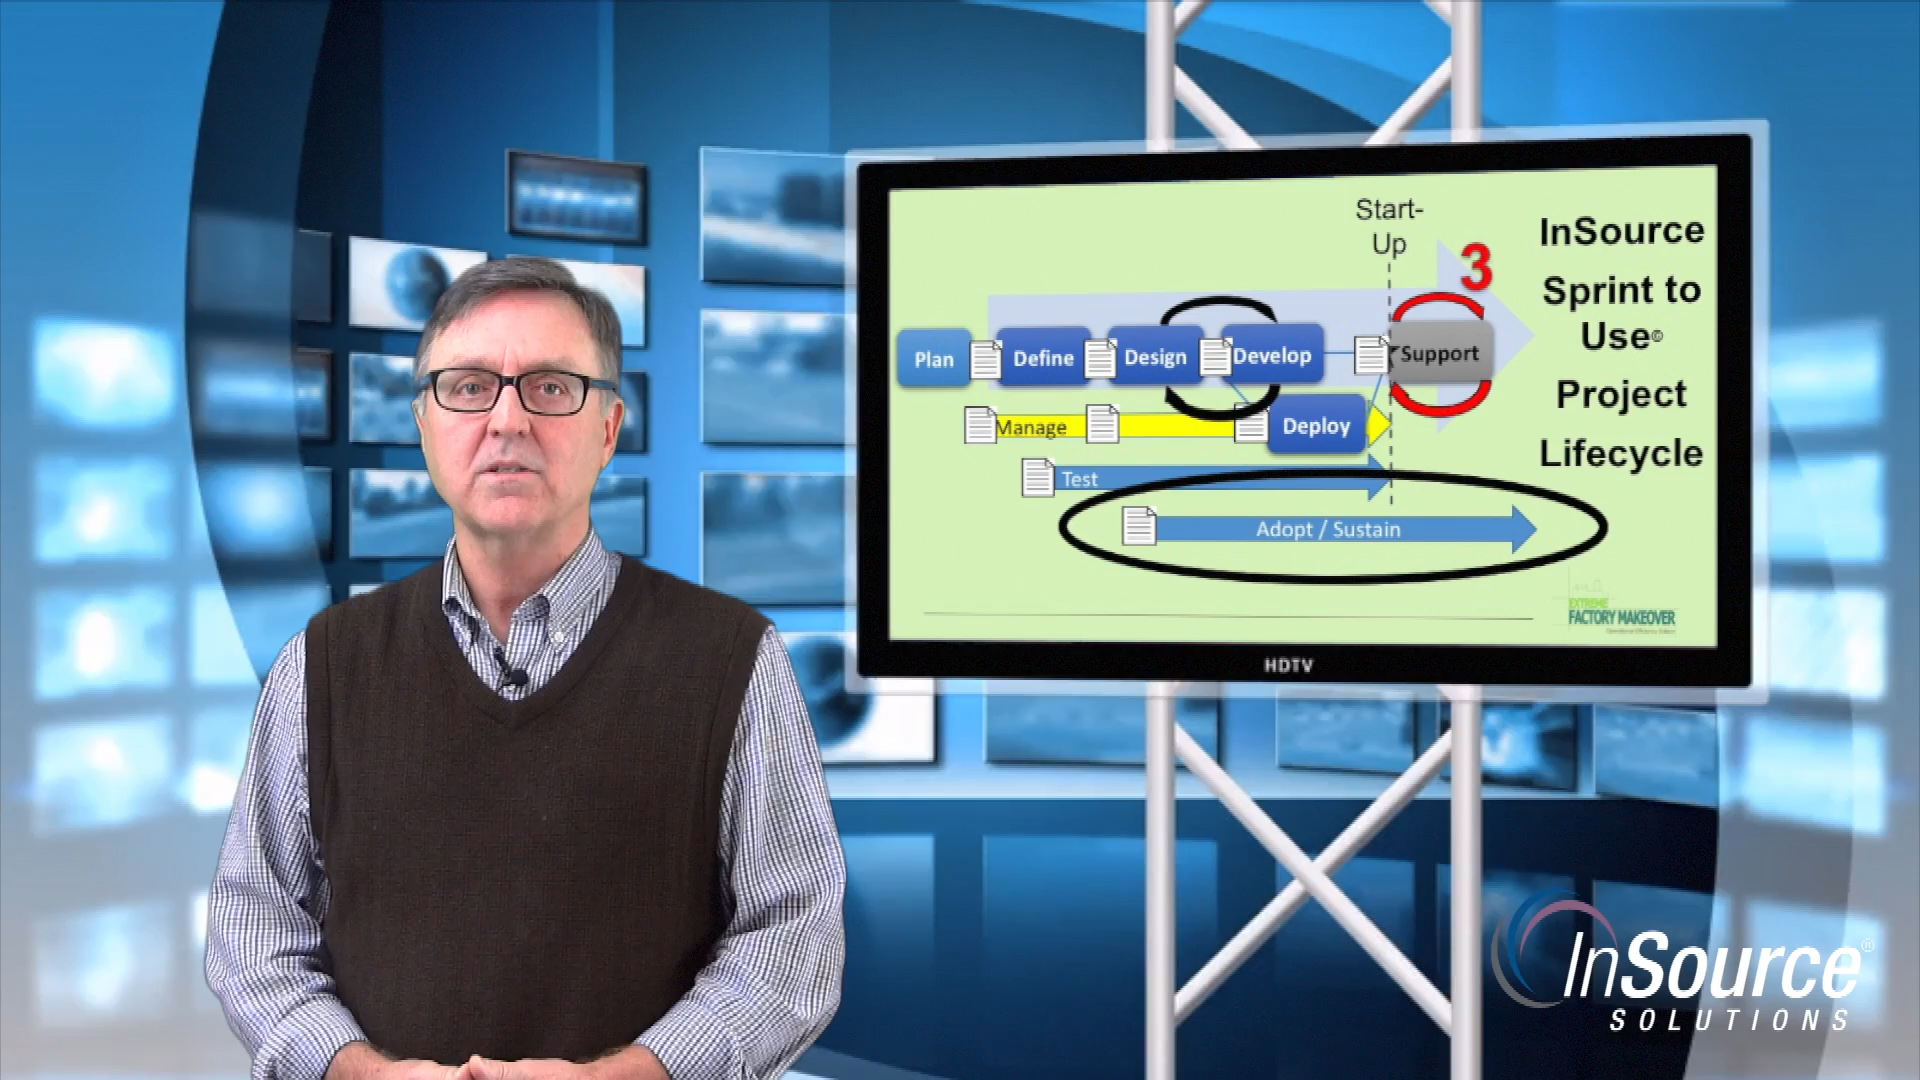 Start-
Up
3
InSource
Sprint to
Use©
Project
Lifecycle
Plan
Define
Design
Develop
Support
Manage
Deploy
Test
Adopt / Sustain
EXTREME
FACTORY MAKEOVER
HDTV
InSource®
SOLUTIONS